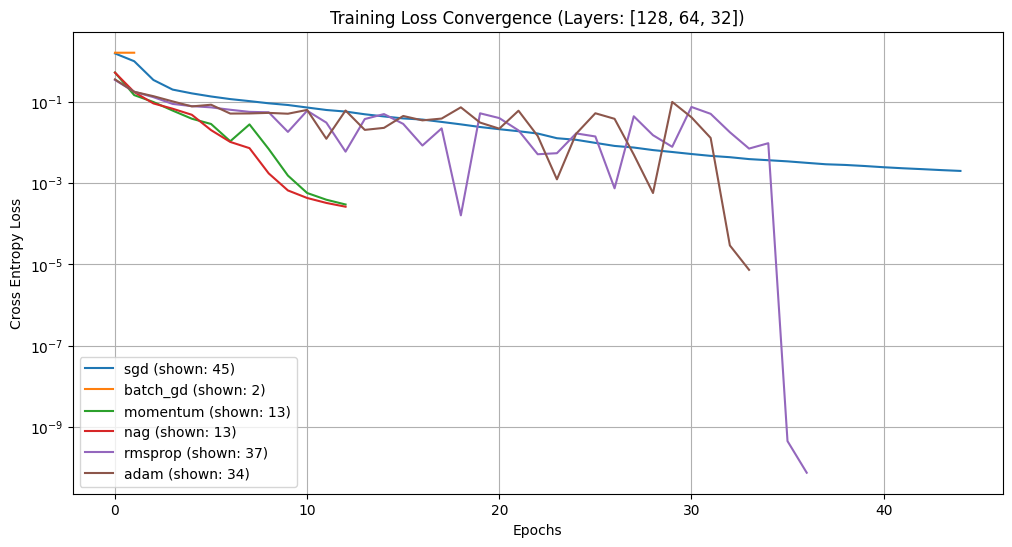 Training Loss Convergence (Layers: [128, 64, 32])
Cross Entropy Loss
10⁻¹
10⁻³
10⁻⁵
10⁻⁷
10⁻⁹
sgd (shown: 45)
batch_gd (shown: 2)
momentum (shown: 13)
nag (shown: 13)
rmsprop (shown: 37)
adam (shown: 34)
0 10 20 30 40
Epochs